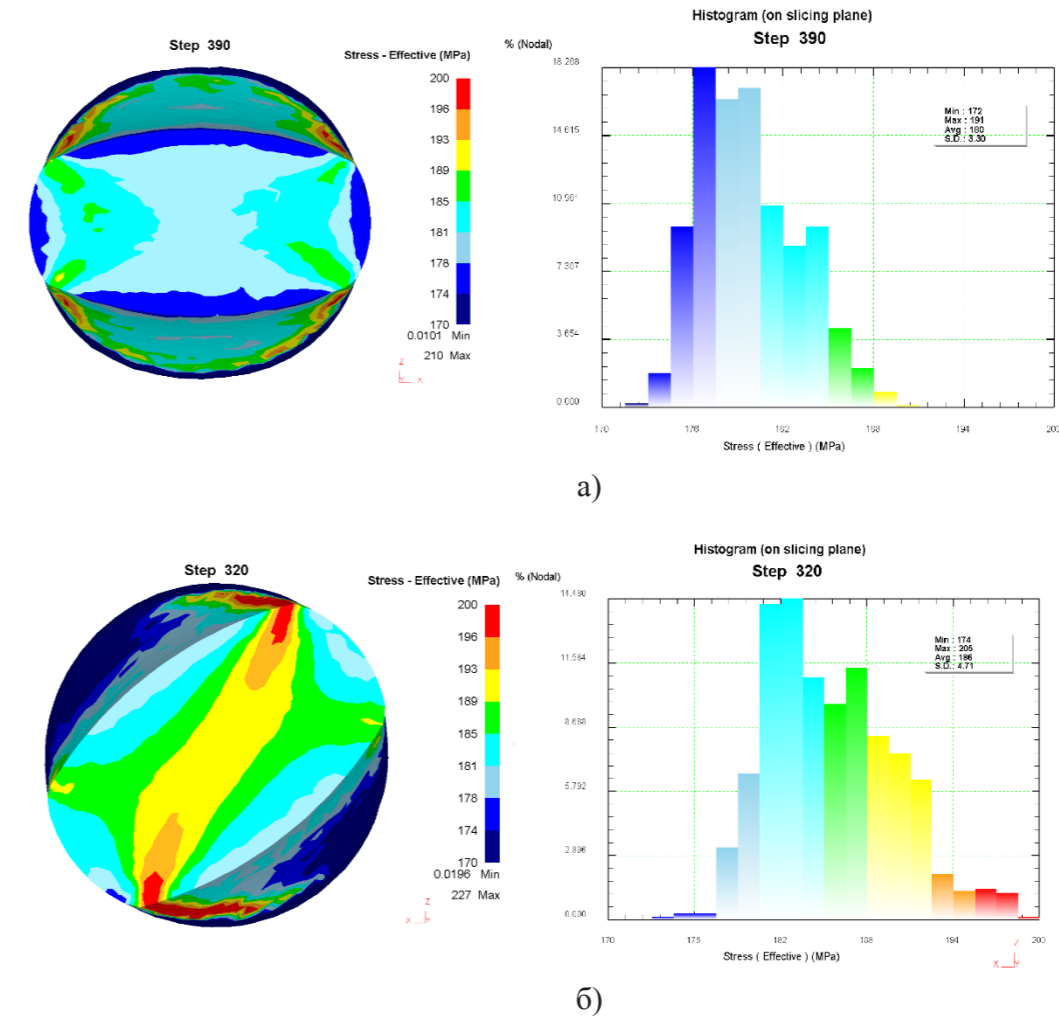 Step 390
Stress - Effective (MPa)
200
196
193
189
185
181
178
174
170
0.0101 Min
210 Max
Z
X
Histogram (on slicing plane)
Step 390
% (Nodal)
18.268
14.615
10.961
7.307
3.654
0.000
170
176
182
188
194
200
Min : 172
Max : 191
Avg : 180
S.D.: 3.30
Stress ( Effective ) (MPa)
а)
Step 320
Stress - Effective (MPa)
200
196
193
189
185
181
178
174
170
0.0196 Min
227 Max
X
Z
Histogram (on slicing plane)
Step 320
% (Nodal)
11.584
8.688
5.792
2.896
0.000
170
176
182
188
194
200
Min : 174
Max : 205
Avg : 186
S.D.: 4.71
Stress ( Effective ) (MPa)
Z
X
б)